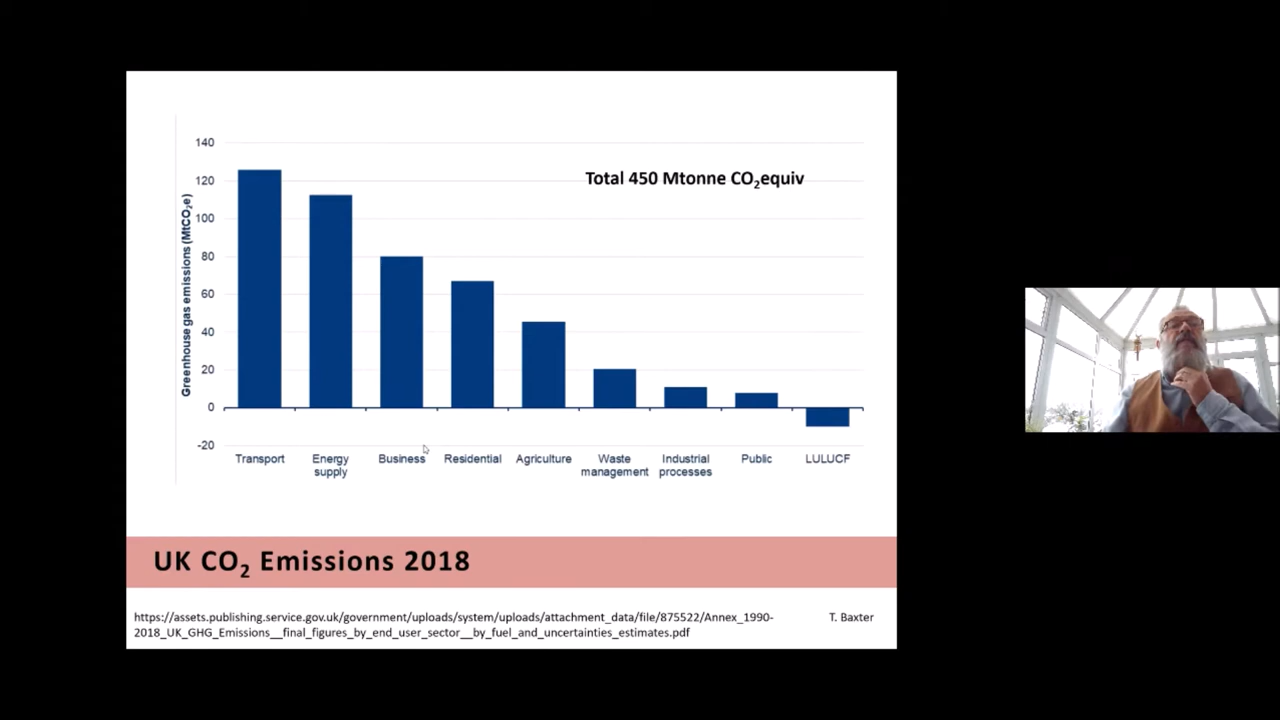 140
Total 450 Mtonne CO₂equiv
120
100
80
60
40
20
0
-20
Greenhouse gas emissions (MtCO₂e)
Transport Energy Business Residential Agriculture Waste Industrial Public LULUCF
supply management processes
UK CO₂ Emissions 2018
https://assets.publishing.service.gov.uk/government/uploads/system/uploads/attachment_data/file/875522/Annex_1990- T. Baxter
2018_UK_GHG_Emissions__final_figures_by_end_user_sector__by_fuel_and_uncertainties_estimates.pdf